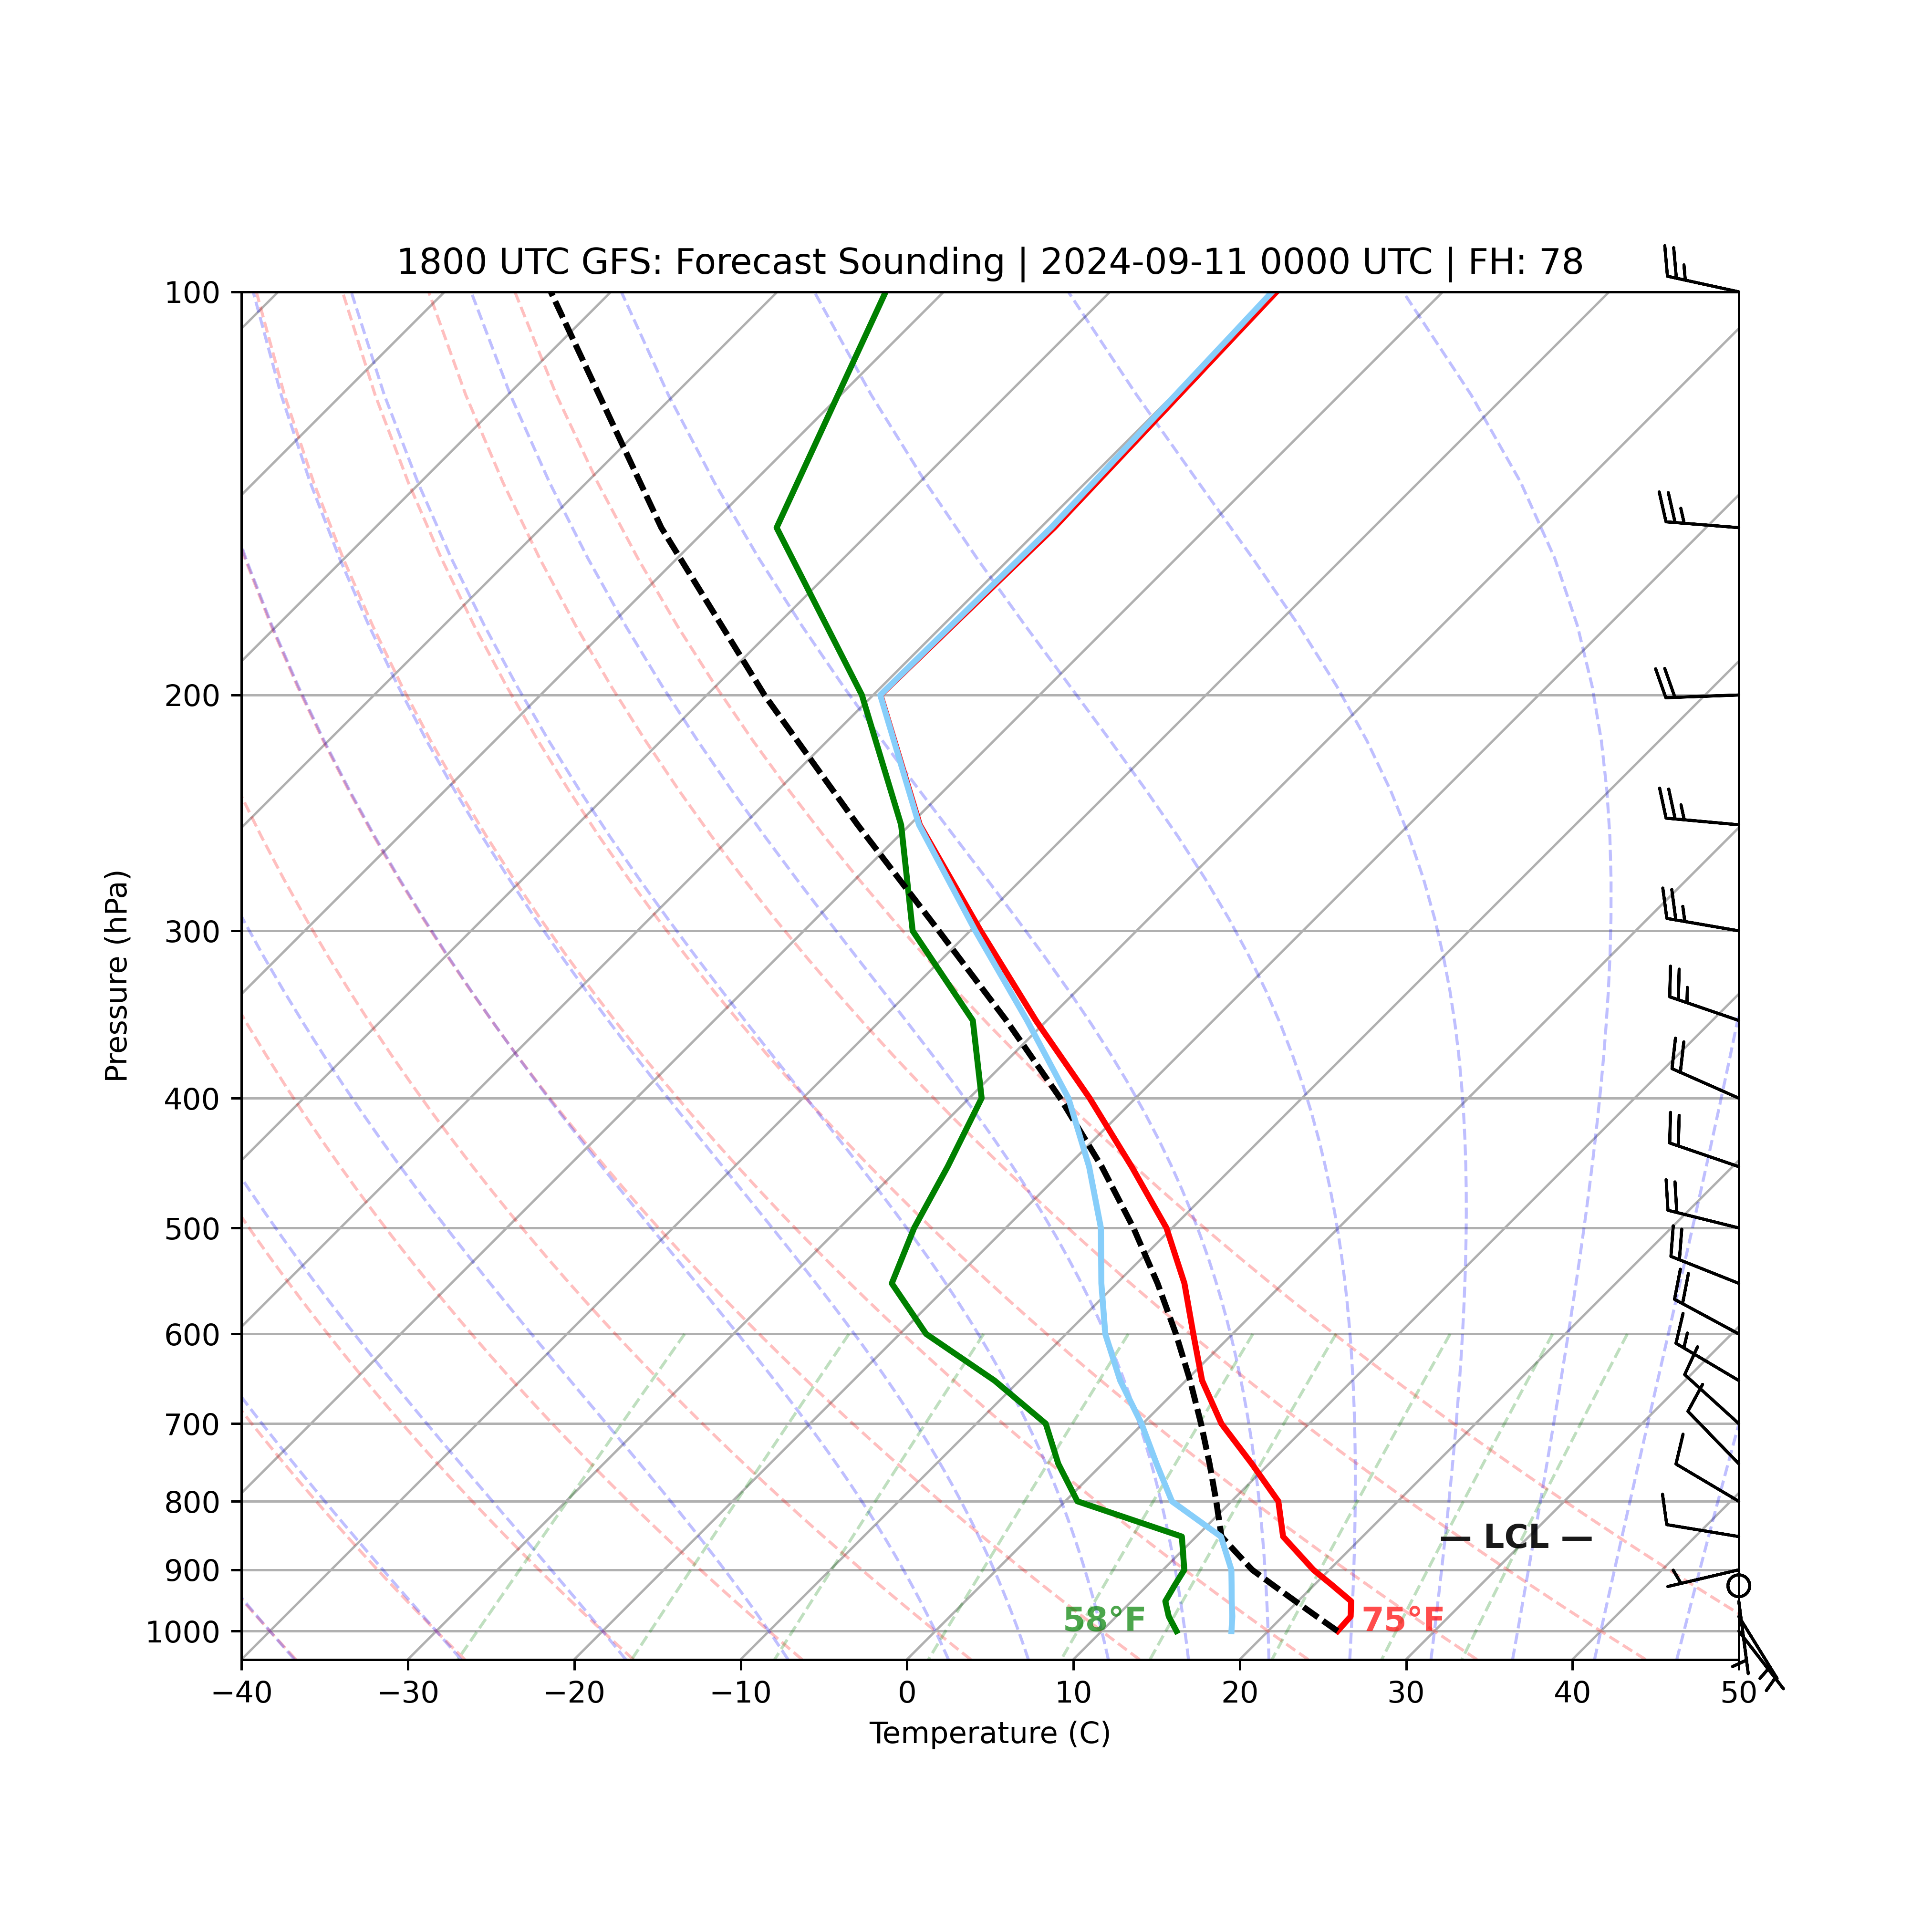 1800 UTC GFS: Forecast Sounding | 2024-09-11 0000 UTC | FH: 78
100
200
300
400
500
600
700
800
900
1000
Pressure (hPa)
— LCL —
58°F
75°F
−40 −30 −20 −10 0 10 20 30 40 50
Temperature (C)